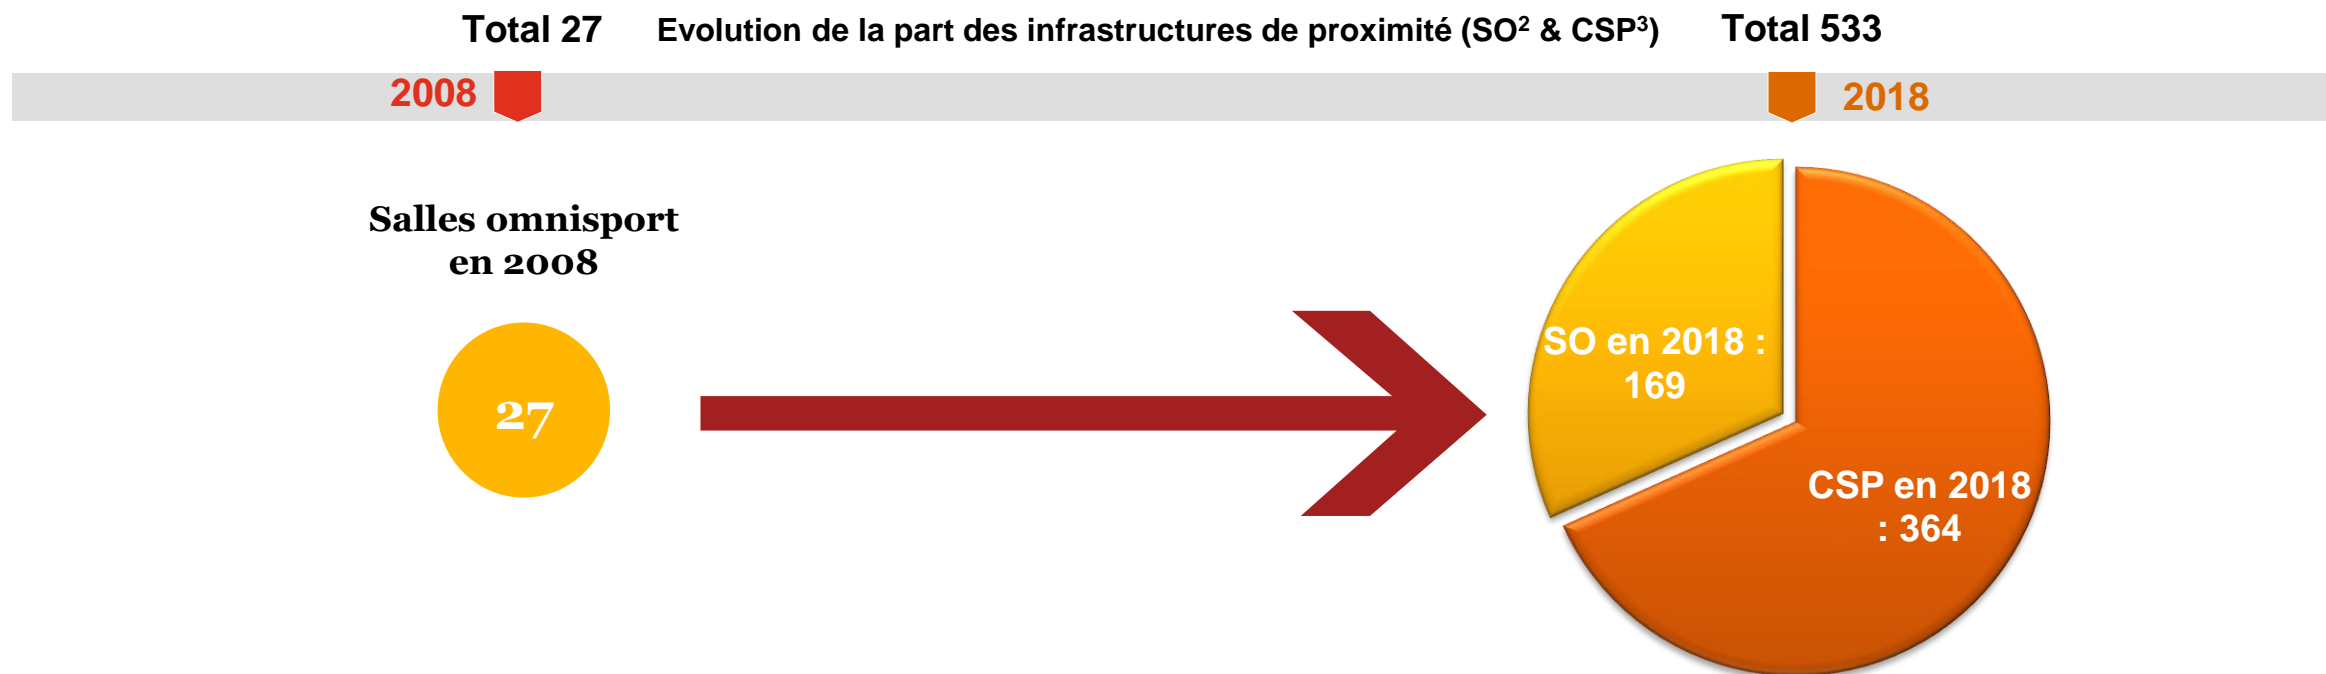 Total 27
Evolution de la part des infrastructures de proximité (SO² & CSP³)
Total 533
2008
2018
Salles omnisport
en 2008
27
SO en 2018 :
169
CSP en 2018
: 364